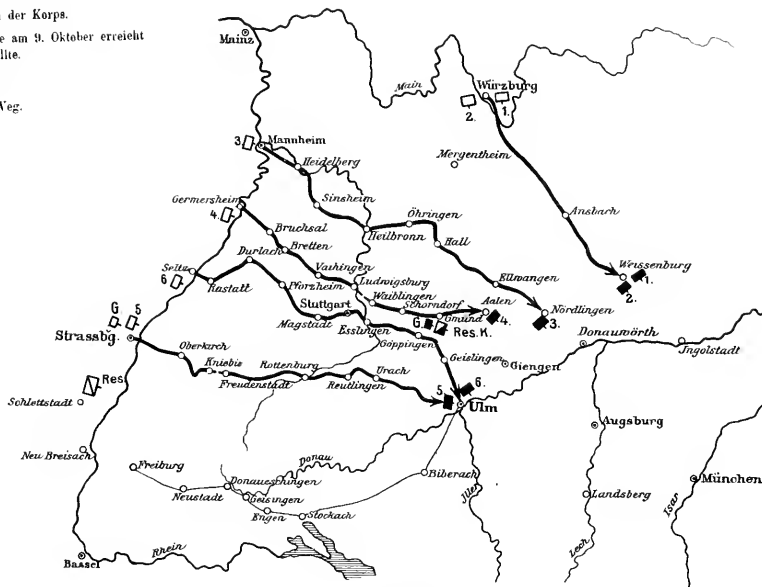 der Korps.
am 9. Oktober erreicht
Weg.
Mainz
Main
Würzburg
2.
1.
3
Mannheim
Heidelberg
Mergentheim
Germersheim
4.
Sinsheim
Öhringen
Ansbach
Bruchsal
Heilbronn
Hall
Durlach
Bretten
Seltz
6
Vaihingen
Ludwigsburg
Ellwangen
Weissenburg
1.
2.
Rastatt
Pforzheim
Waiblingen
Schorndorf
Aalen
Nördlingen
G
5
Stuttgart
Gmünd
4.
3.
Magstadt
Esslingen
G.
Res.K.
Donauwörth
Strassbg.
Göppingen
Ingolstadt
Oberkirch
Geislingen
Giengen
Kniebis
Rottenburg
Urach
Res.
Freudenstadt
Reutlingen
5
6.
Ulm
Schlettstadt
Augsburg
Neu Breisach
Donau
Freiburg
Biberach
München
Donaueschingen
Neustadt
Geisingen
Iller
Landsberg
Isar
Engen
Stockach
Lech
Rhein
Bassel